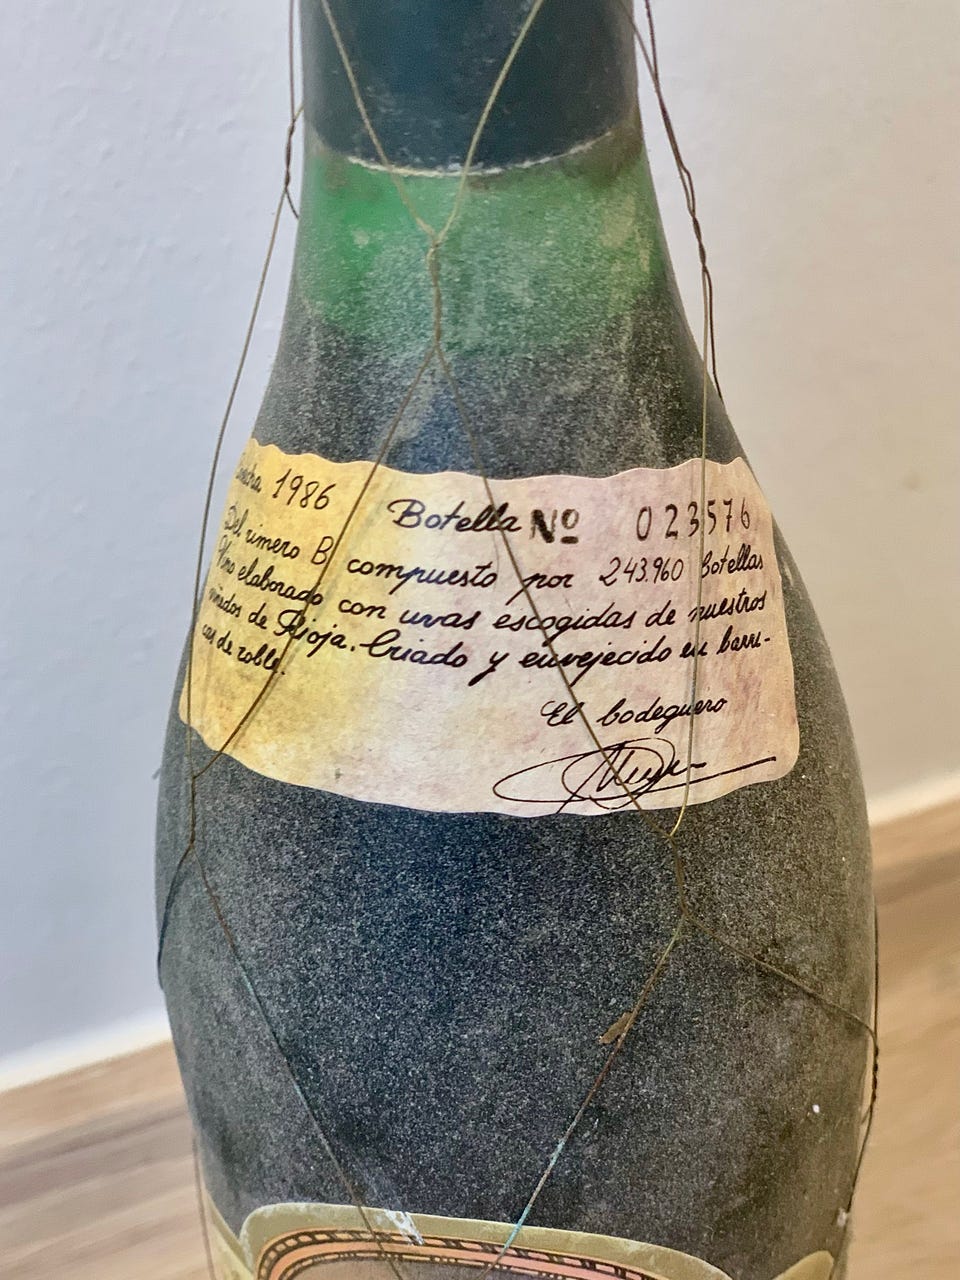 Cosecha 1986 Botella Nº 023576
Del rimero B compuesto por 243.960 Botellas
Vino elaborado con uvas escogidas de nuestros
viñedos de Rioja. Criado y envejecido en barri-
cas de roble.
El bodeguero